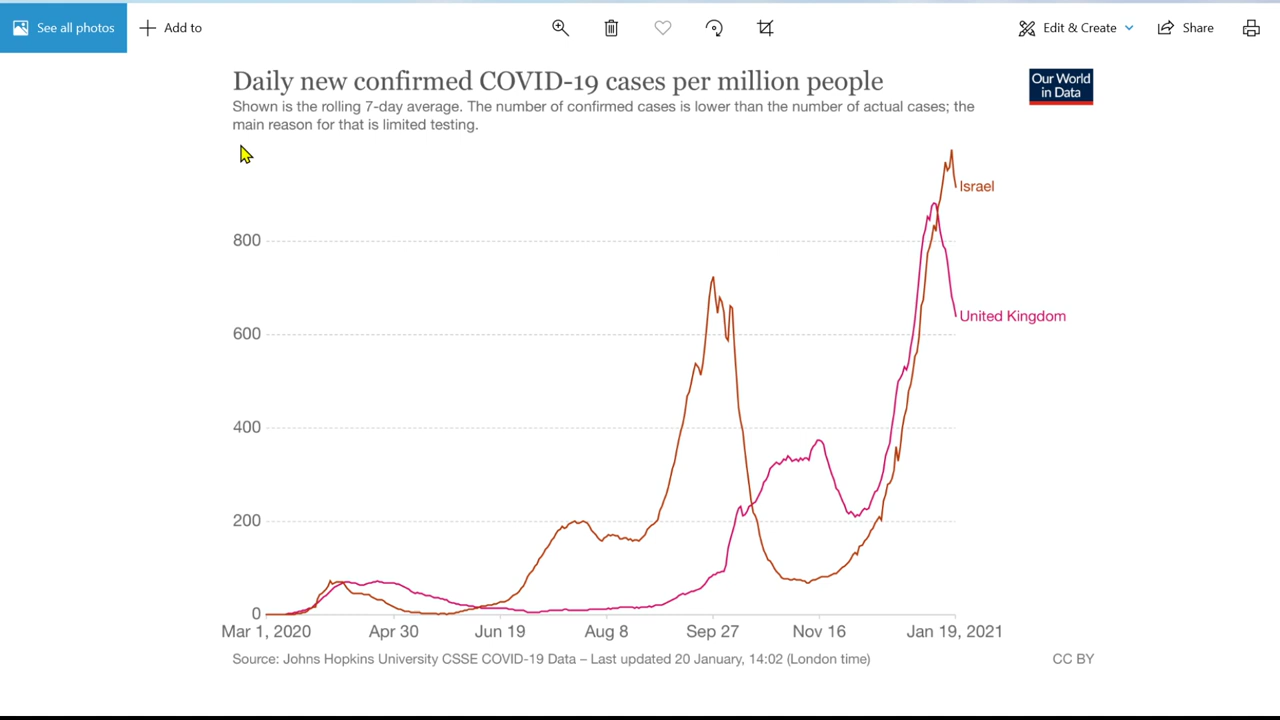 See all photos
Add to
Edit & Create
Share
Daily new confirmed COVID-19 cases per million people
Our World
in Data
Shown is the rolling 7-day average. The number of confirmed cases is lower than the number of actual cases; the
main reason for that is limited testing.
Israel
800
United Kingdom
600
400
200
0
Mar 1, 2020
Apr 30
Jun 19
Aug 8
Sep 27
Nov 16
Jan 19, 2021
Source: Johns Hopkins University CSSE COVID-19 Data – Last updated 20 January, 14:02 (London time)
CC BY